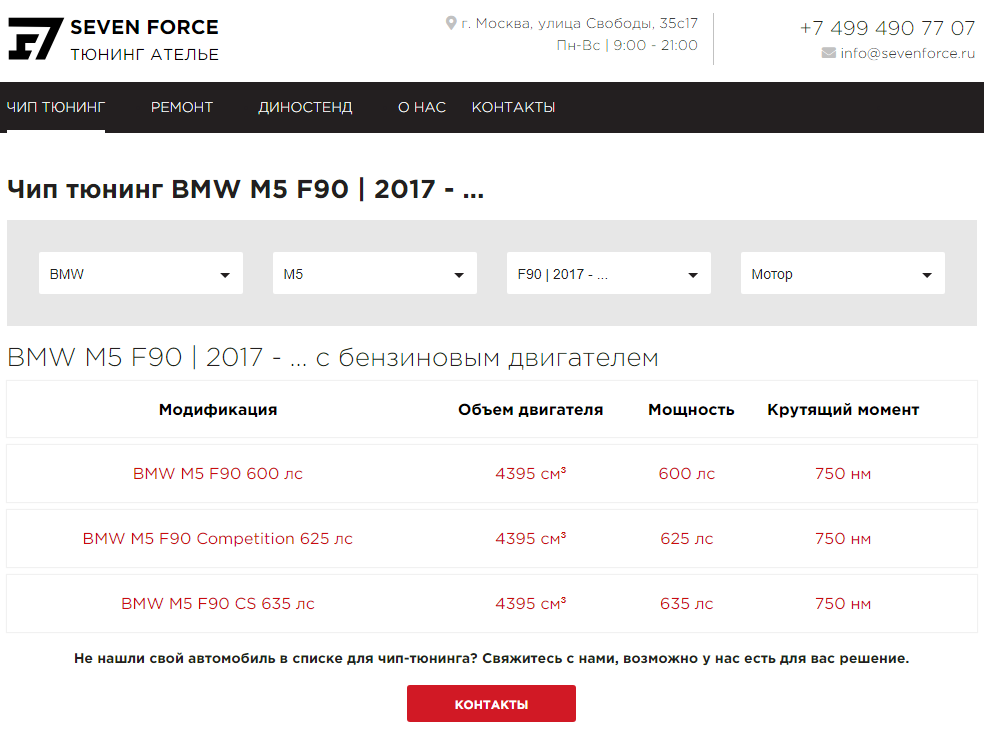 SEVEN FORCE
ТЮНИНГ АТЕЛЬЕ
г. Москва, улица Свободы, 35с17
Пн-Вс | 9:00 - 21:00
+7 499 490 77 07
info@sevenforce.ru
ЧИП ТЮНИНГ РЕМОНТ ДИНОСТЕНД О НАС КОНТАКТЫ
Чип тюнинг BMW M5 F90 | 2017 - ...
BMW M5 F90 | 2017 - ... Мотор
BMW M5 F90 | 2017 - ... с бензиновым двигателем
Модификация Объем двигателя Мощность Крутящий момент
BMW M5 F90 600 лс 4395 см³ 600 лс 750 нм
BMW M5 F90 Competition 625 лс 4395 см³ 625 лс 750 нм
BMW M5 F90 CS 635 лс 4395 см³ 635 лс 750 нм
Не нашли свой автомобиль в списке для чип-тюнинга? Свяжитесь с нами, возможно у нас есть для вас решение.
КОНТАКТЫ